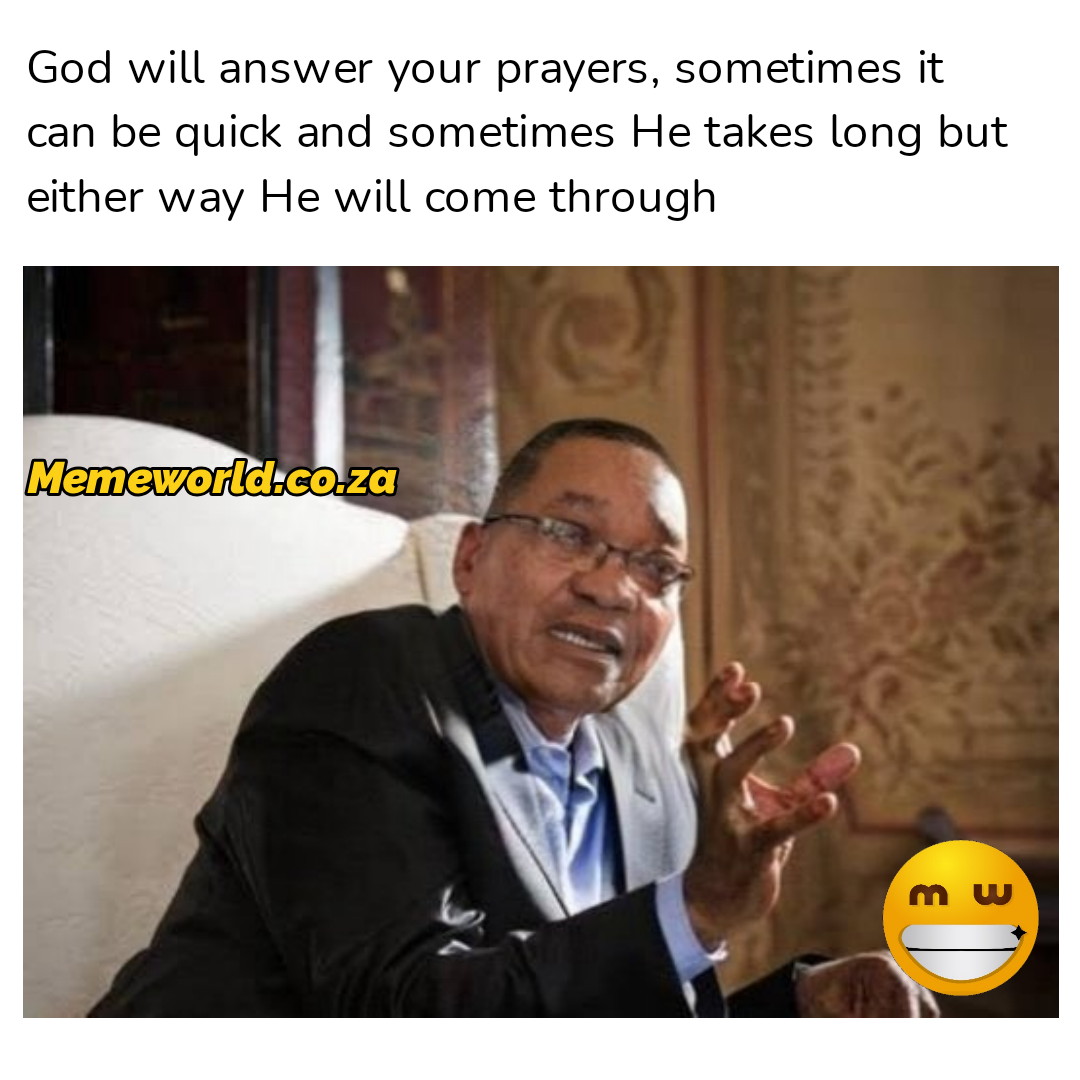 God will answer your prayers, sometimes it
can be quick and sometimes He takes long but
either way He will come through
Memeworld.co.za
m w